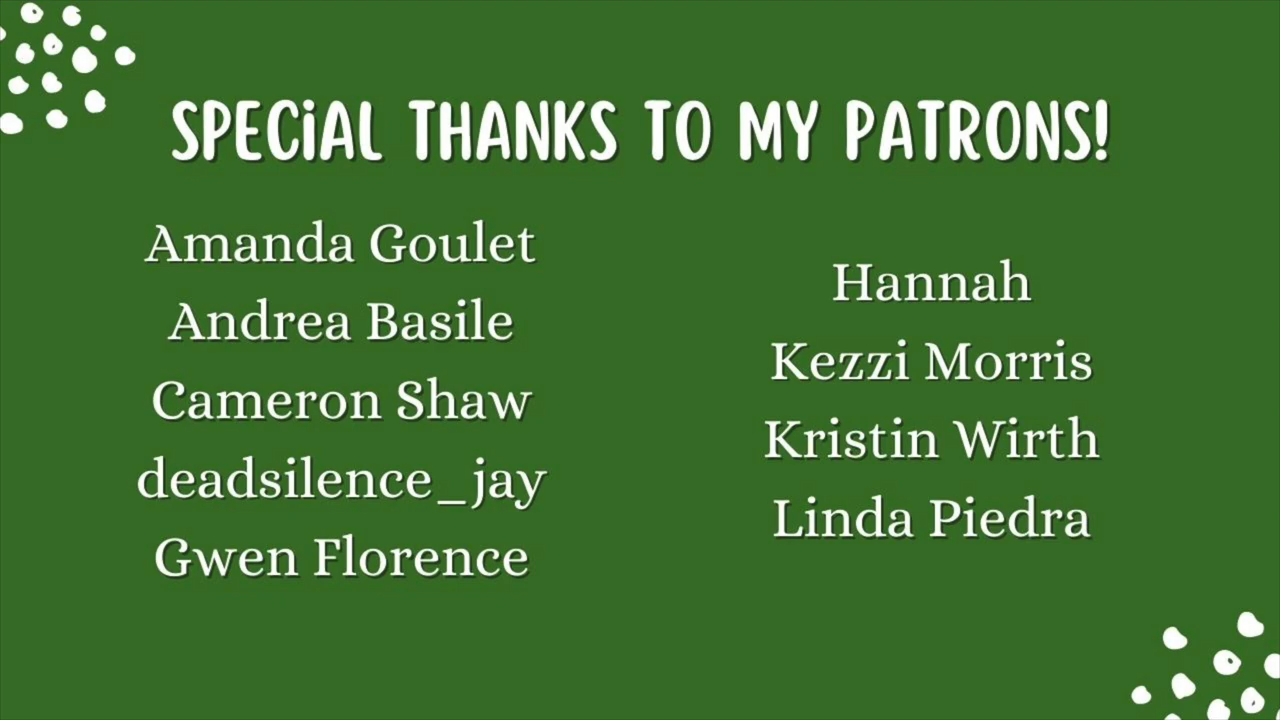 SPECiAL THANKS TO MY PATRONS!
Amanda Goulet
Andrea Basile
Cameron Shaw
deadsilence_jay
Gwen Florence
Hannah
Kezzi Morris
Kristin Wirth
Linda Piedra